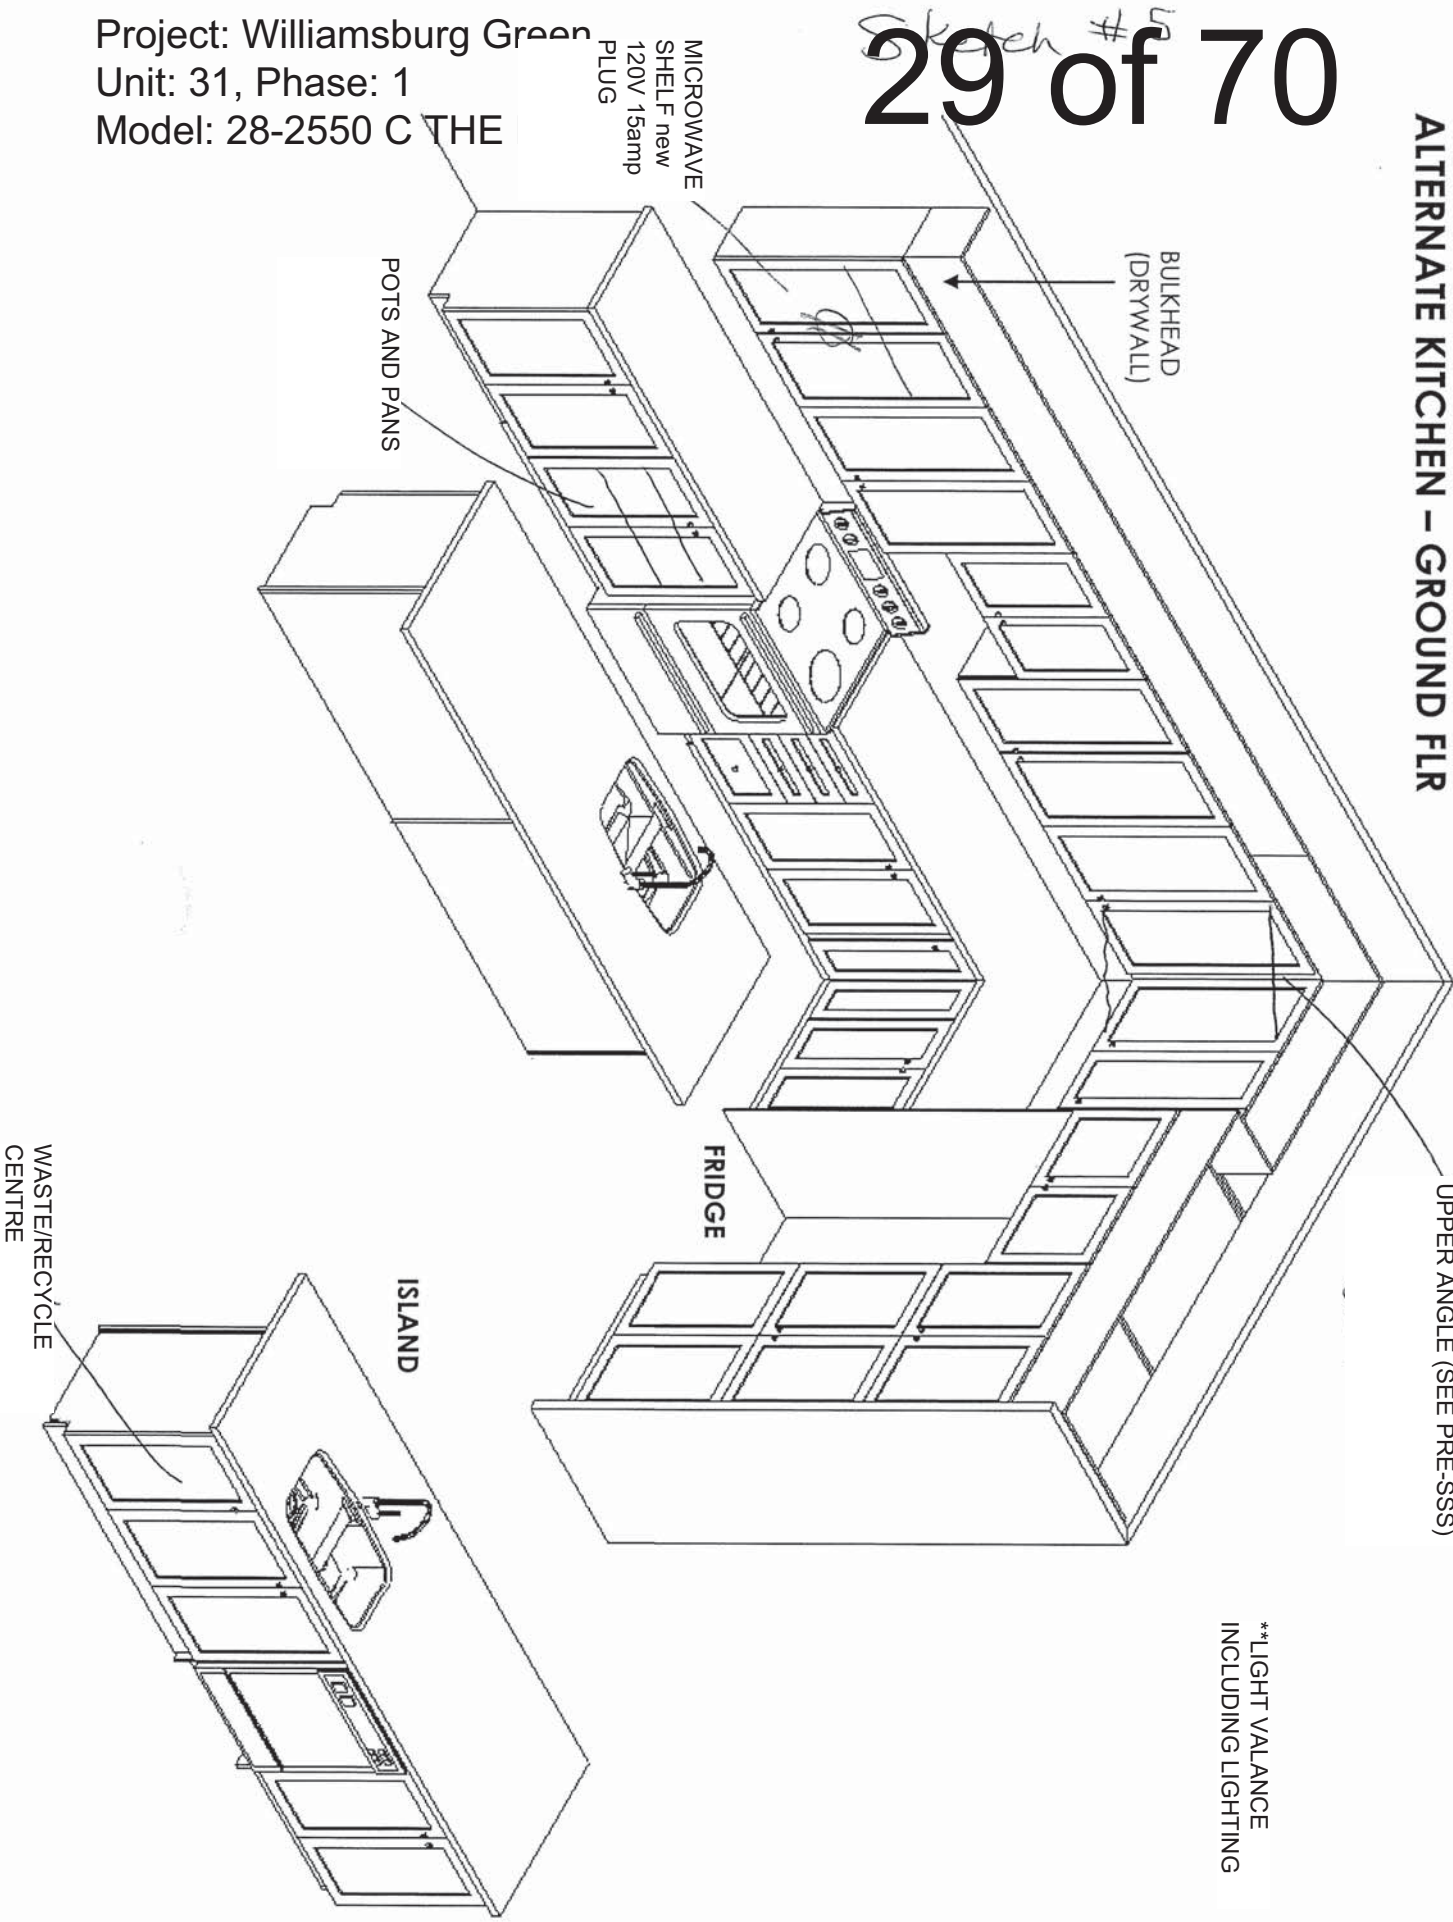 Project: Williamsburg Green
Unit: 31, Phase: 1
Model: 28-2550 C THE
Sketch #5
29 of 70
ALTERNATE KITCHEN – GROUND FLR
MICROWAVE
SHELF new
120V 15amp
PLUG
BULKHEAD
(DRYWALL)
POTS AND PANS
UPPER ANGLE (SEE PRE-SSS)
FRIDGE
ISLAND
WASTE/RECYCLE
CENTRE
**LIGHT VALANCE
INCLUDING LIGHTING